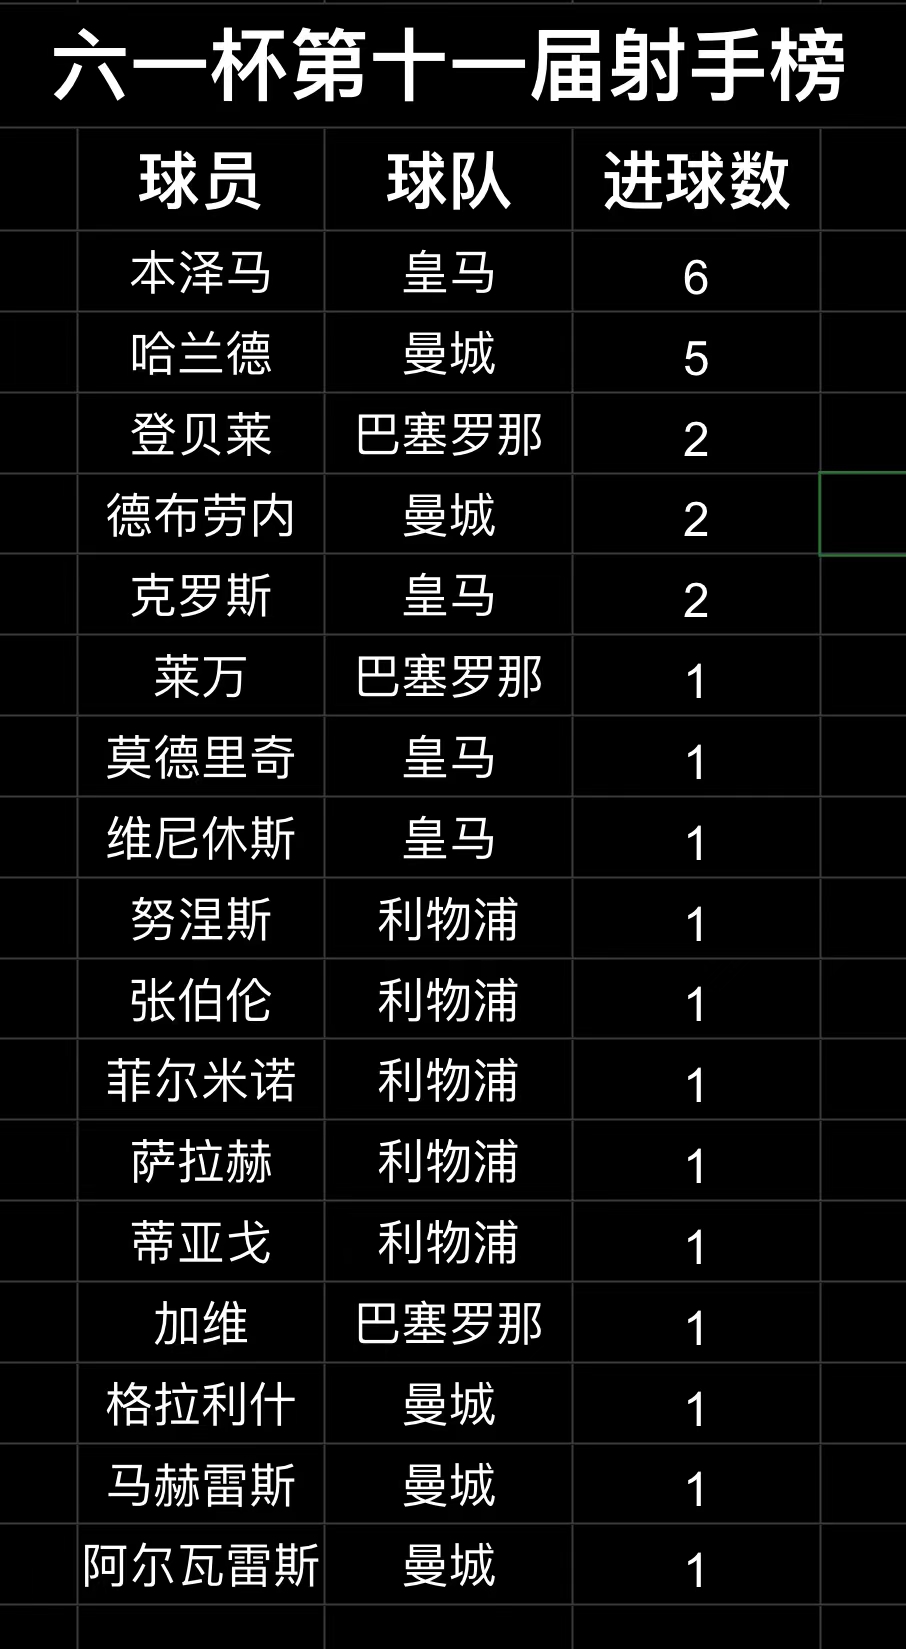 六一杯第十一届射手榜
球员 球队 进球数
本泽马 皇马 6
哈兰德 曼城 5
登贝莱 巴塞罗那 2
德布劳内 曼城 2
克罗斯 皇马 2
莱万 巴塞罗那 1
莫德里奇 皇马 1
维尼休斯 皇马 1
努涅斯 利物浦 1
张伯伦 利物浦 1
菲尔米诺 利物浦 1
萨拉赫 利物浦 1
蒂亚戈 利物浦 1
加维 巴塞罗那 1
格拉利什 曼城 1
马赫雷斯 曼城 1
阿尔瓦雷斯 曼城 1